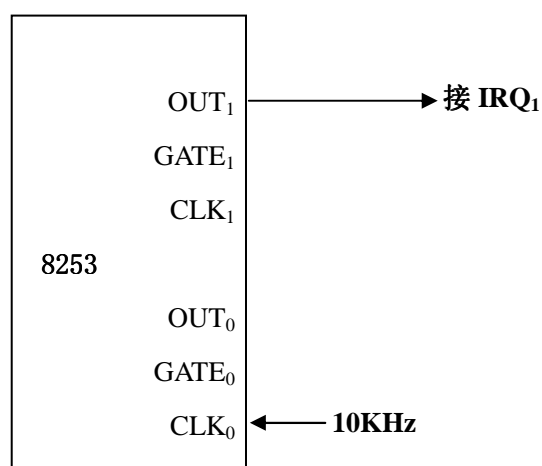 OUT₁ 接 IRQ₁
GATE₁
CLK₁
8253
OUT₀
GATE₀
CLK₀ 10KHz